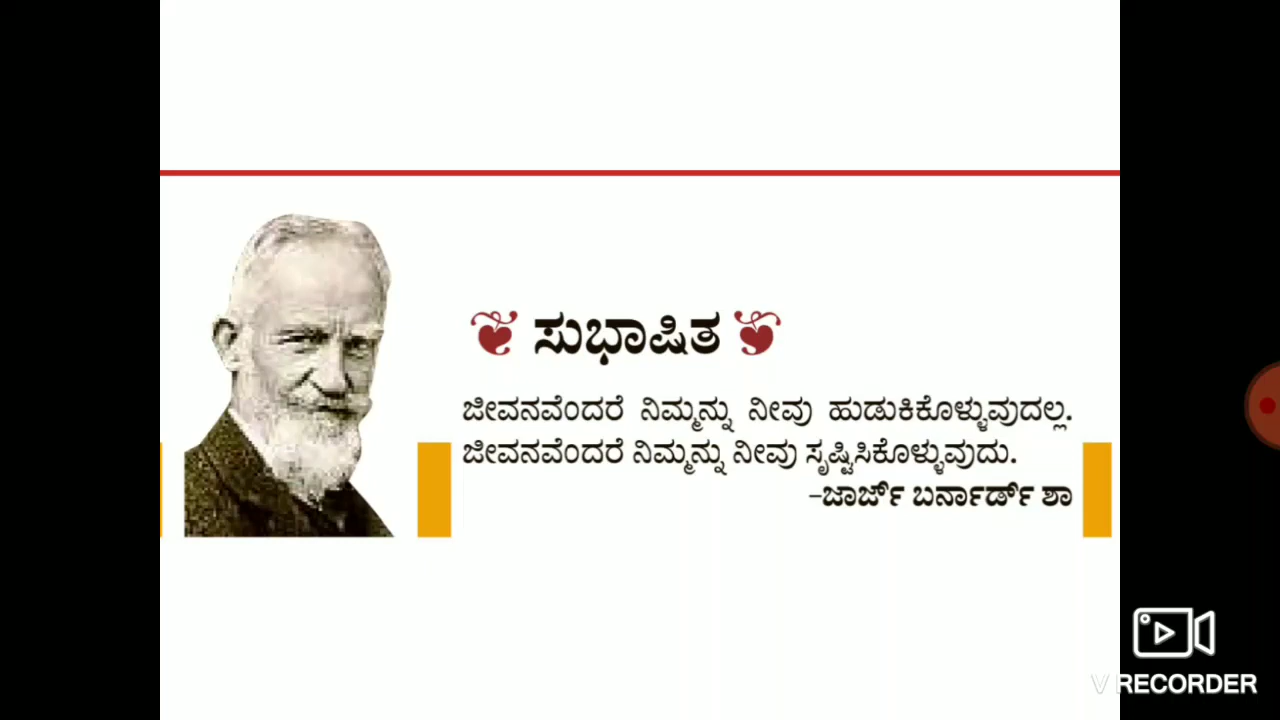 ಸುಭಾಷಿತ
ಜೀವನವೆಂದರೆ ನಿಮ್ಮನ್ನು ನೀವು ಹುಡುಕಿಕೊಳ್ಳುವುದಲ್ಲ.
ಜೀವನವೆಂದರೆ ನಿಮ್ಮನ್ನು ನೀವು ಸೃಷ್ಟಿಸಿಕೊಳ್ಳುವುದು.
-ಜಾರ್ಜ್ ಬರ್ನಾರ್ಡ್ ಶಾ
V RECORDER